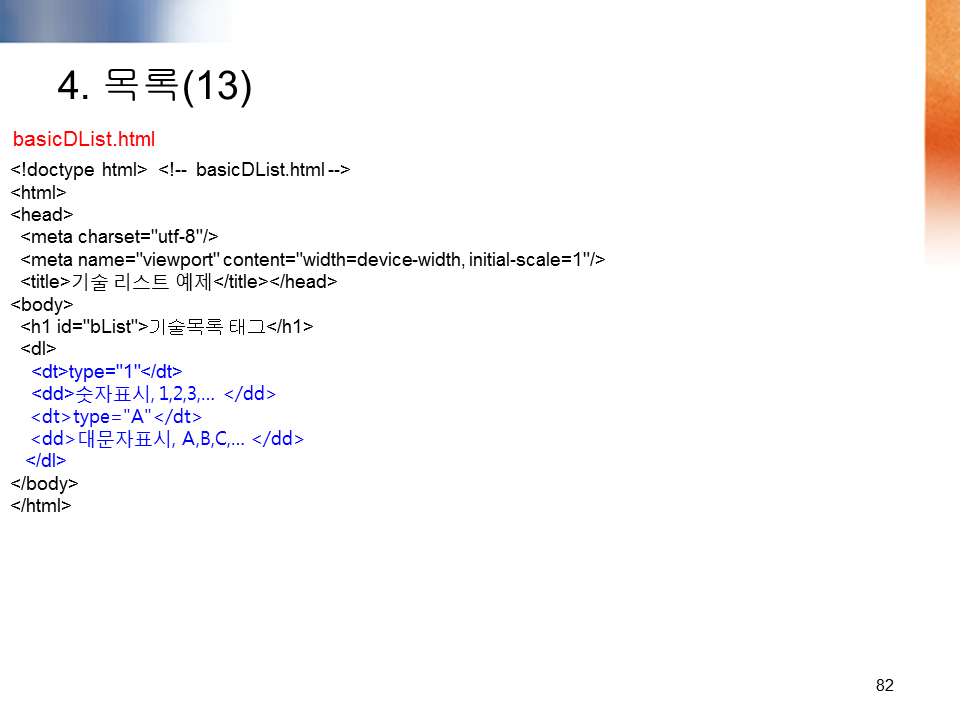 4. 목록(13)
basicDList.html
<!doctype html> <!-- basicDList.html -->
<html>
<head>
<meta charset="utf-8"/>
<meta name="viewport" content="width=device-width, initial-scale=1"/>
<title>기술 리스트 예제</title></head>
<body>
<h1 id="bList">기술목록 태그</h1>
<dl>
<dt>type="1"</dt>
<dd>숫자표시, 1,2,3,... </dd>
<dt>type="A"</dt>
<dd>대문자표시, A,B,C,... </dd>
</dl>
</body>
</html>
82